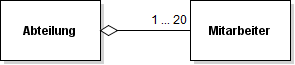 1 ... 20
Abteilung
Mitarbeiter